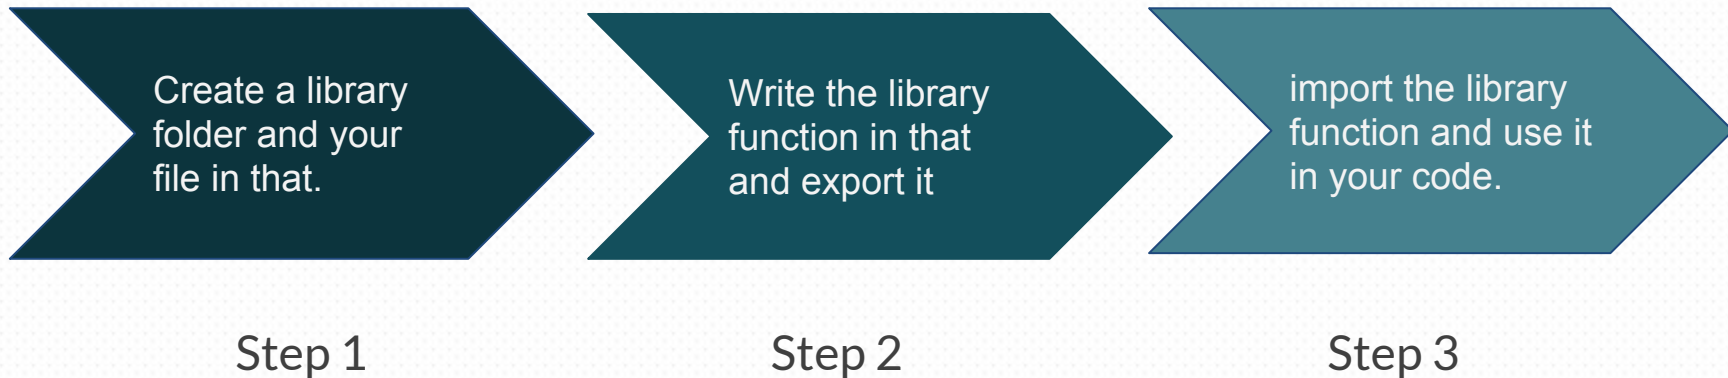 Create a library
folder and your
file in that.
Write the library
function in that
and export it
import the library
function and use it
in your code.
Step 1
Step 2
Step 3